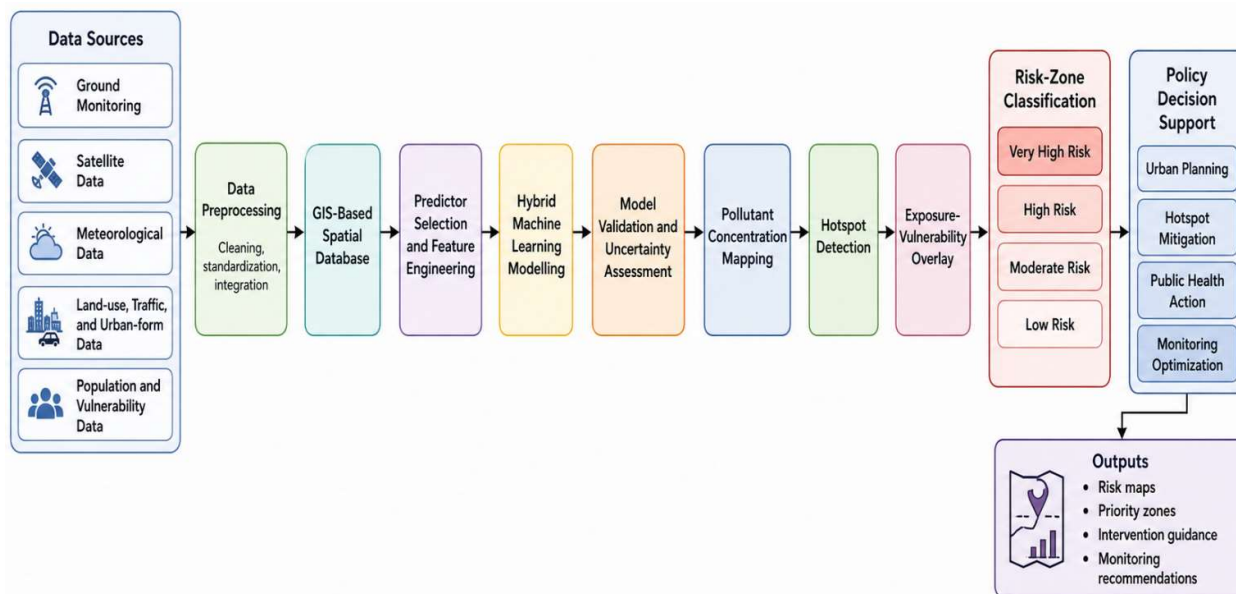 Data Sources
Ground
Monitoring
Satellite
Data
Meteorological
Data
Land-use, Traffic,
and Urban-form
Data
Population and
Vulnerability
Data
Data
Preprocessing
Cleaning,
standardization,
integration
GIS-Based
Spatial
Database
Predictor
Selection
and Feature
Engineering
Hybrid
Machine
Learning
Modelling
Model
Validation and
Uncertainty
Assessment
Pollutant
Concentration
Mapping
Hotspot
Detection
Exposure-
Vulnerability
Overlay
Risk-Zone
Classification
Very High Risk
High Risk
Moderate Risk
Low Risk
Policy
Decision
Support
Urban Planning
Hotspot
Mitigation
Public Health
Action
Monitoring
Optimization
Outputs
• Risk maps
• Priority zones
• Intervention guidance
• Monitoring
recommendations